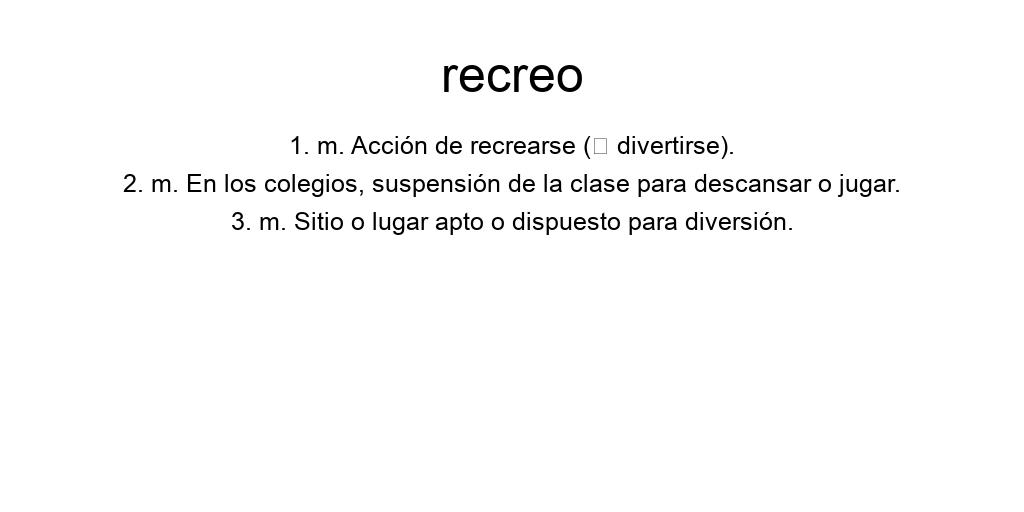 recreo
1. m. Acción de recrearse (□ divertirse).
2. m. En los colegios, suspensión de la clase para descansar o jugar.
3. m. Sitio o lugar apto o dispuesto para diversión.